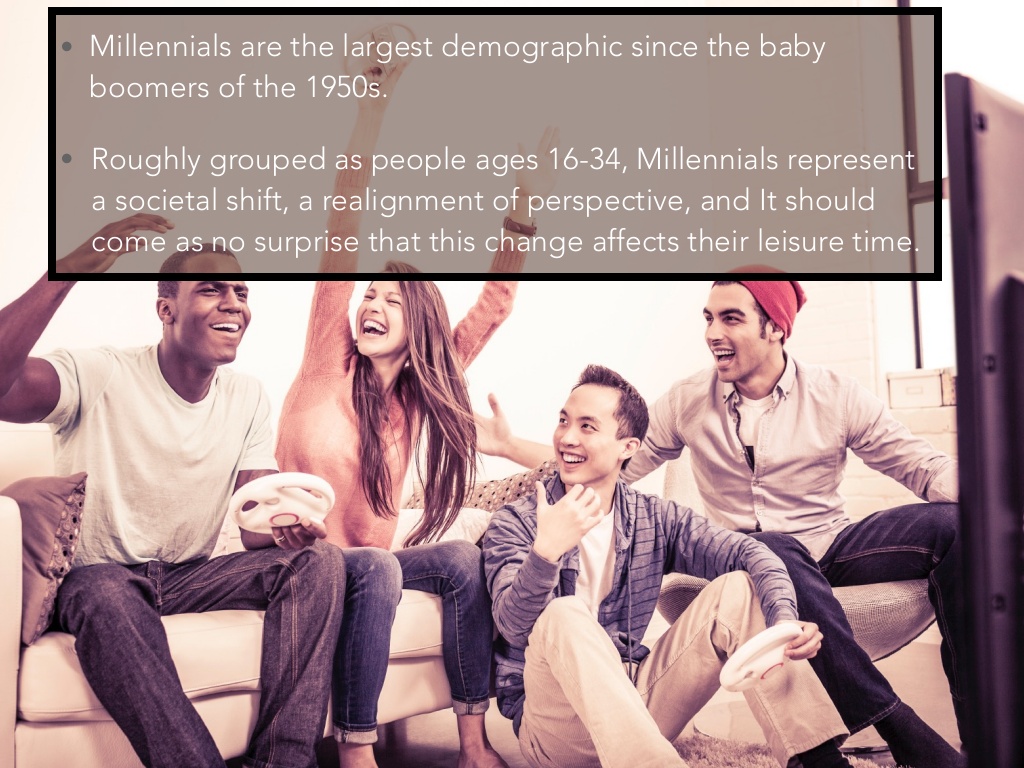 • Millennials are the largest demographic since the baby
boomers of the 1950s.
• Roughly grouped as people ages 16-34, Millennials represent
a societal shift, a realignment of perspective, and It should
come as no surprise that this change affects their leisure time.